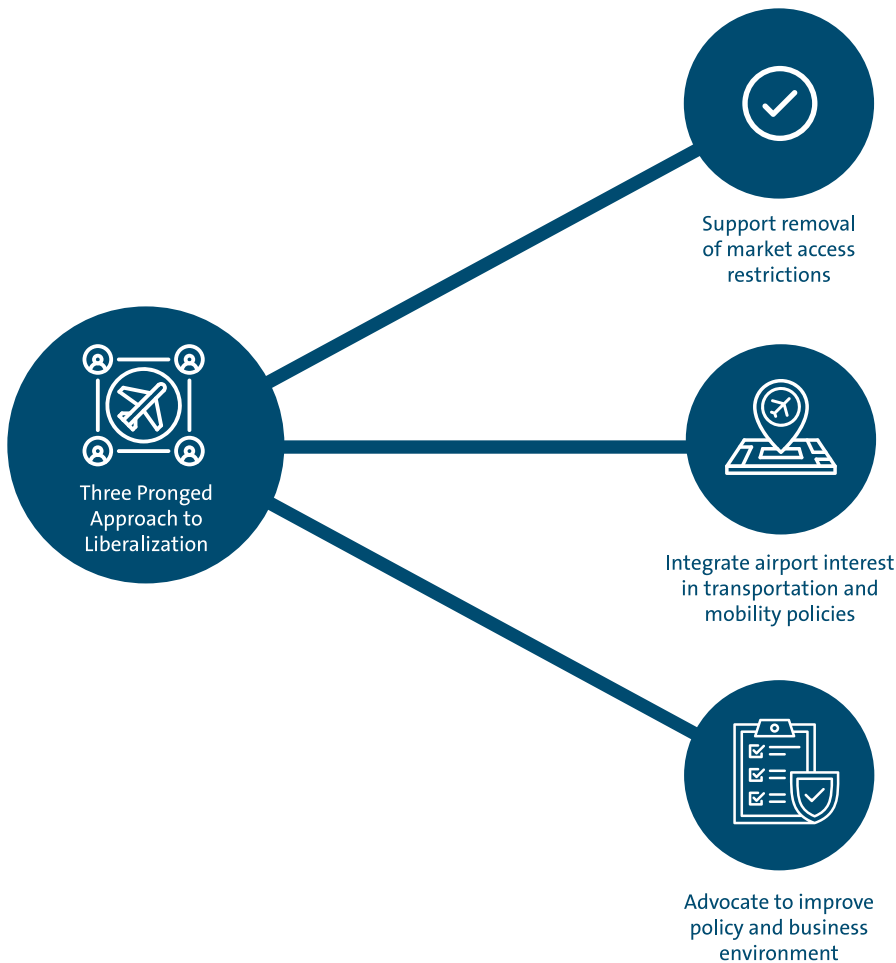 Support removal
of market access
restrictions
Three Pronged
Approach to
Liberalization
Integrate airport interest
in transportation and
mobility policies
Advocate to improve
policy and business
environment